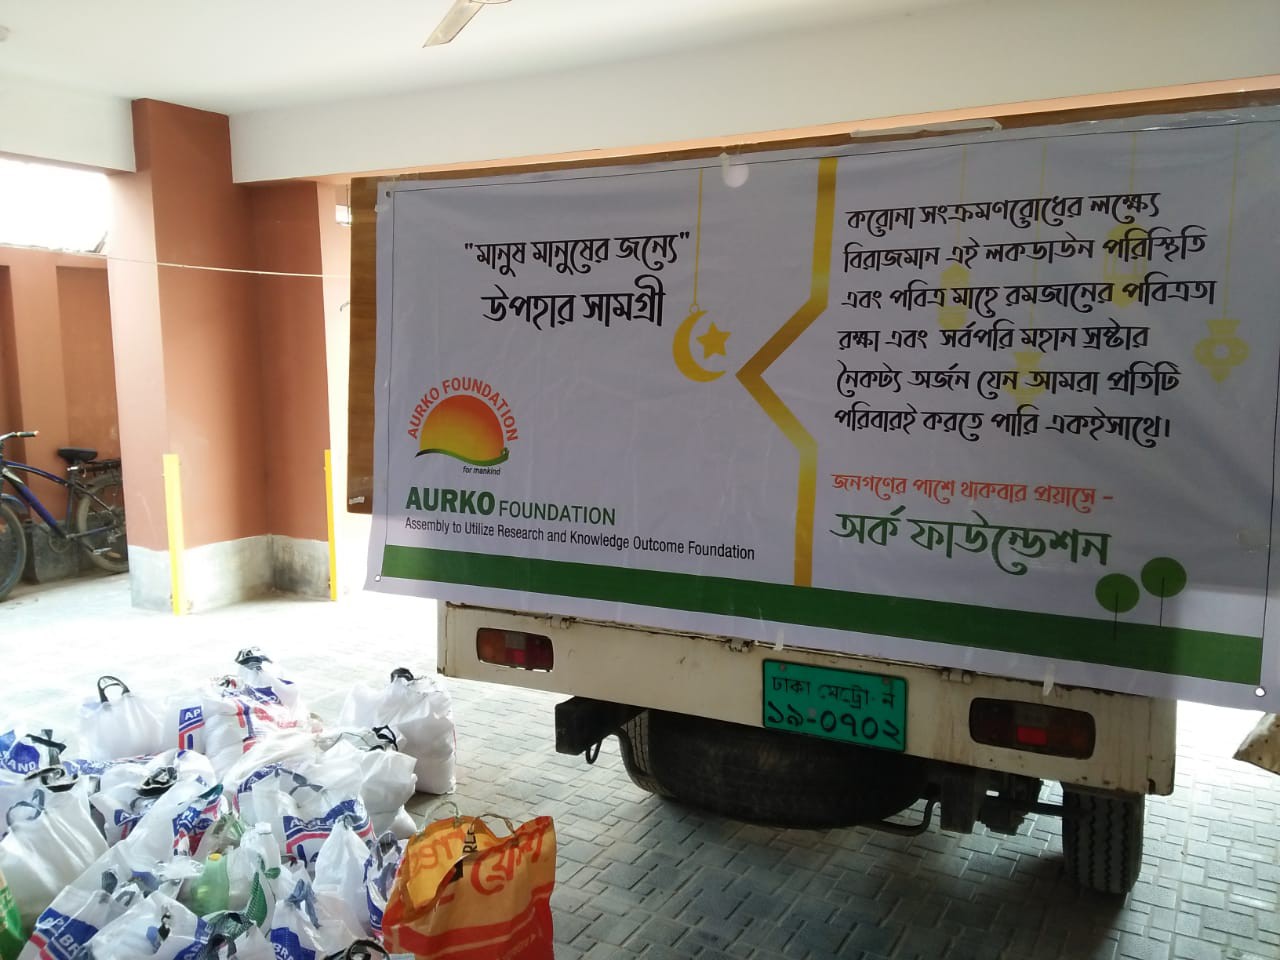 "মানুষ মানুষের জন্যে"
উপহার সামগ্রী
AURKO FOUNDATION
for mankind
AURKO FOUNDATION
Assembly to Utilize Research and Knowledge Outcome Foundation
করোনা সংক্রমণরোধের লক্ষ্যে
বিরাজমান এই লকডাউন পরিস্থিতি
এবং পবিত্র মাহে রমজানের পবিত্রতা
রক্ষা এবং সর্বপরি মহান স্রষ্টার
নৈকট্য অর্জন যেন আমরা প্রতিটি
পরিবারই করতে পারি একইসাথে।
জনগণের পাশে থাকবার প্রয়াসে -
অর্ক ফাউন্ডেশন
ঢাকা মেট্রো-ন
১৯-০৭০২
ফ্রেশ